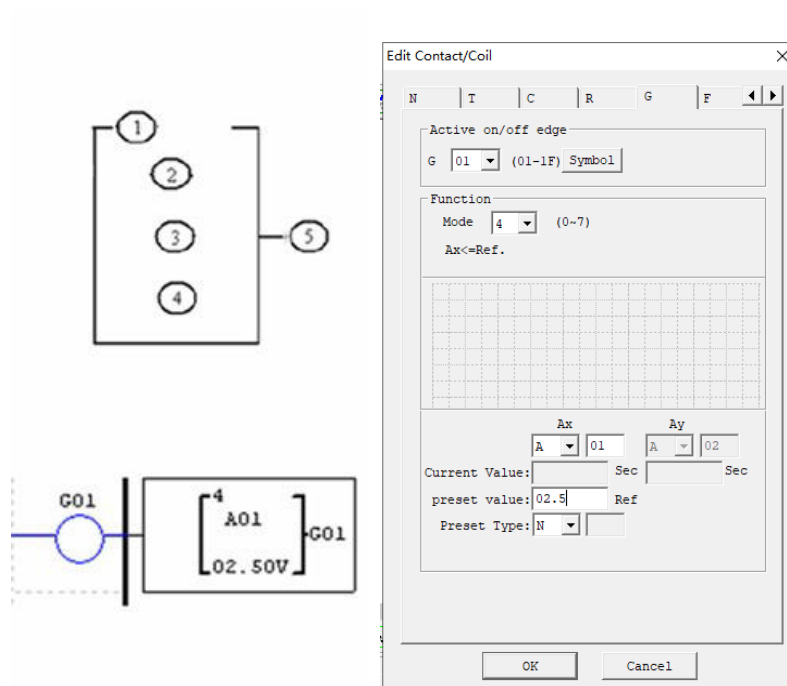 1
2
3
4
5
G01
4
A01
G01
02.50V
Edit Contact/Coil
N T C R G F
Active on/off edge
G 01 (01-1F) Symbol
Function
Mode 4 (0~7)
Ax<=Ref.
Ax Ay
A 01 A 02
Current Value: Sec Sec
preset value: 02.5 Ref
Preset Type: N
OK Cancel